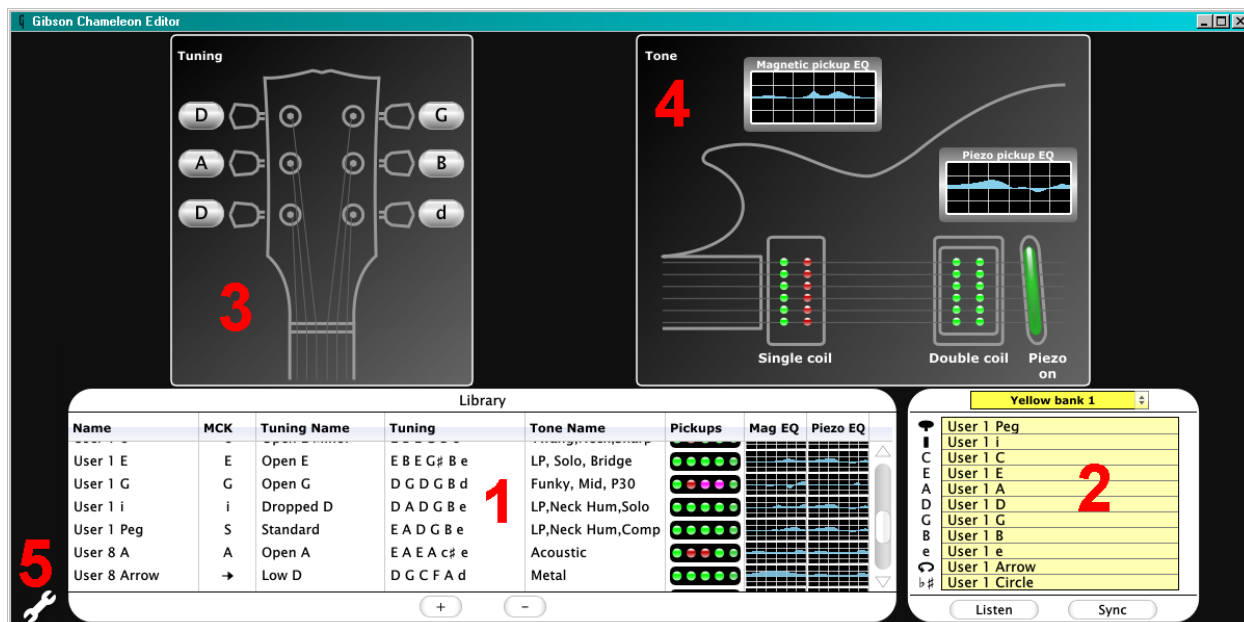 Gibson Chameleon Editor
Tuning
D G
A B
D d
3
Tone
4
Magnetic pickup EQ
Piezo pickup EQ
Single coil
Double coil
Piezo
on
Library
Name MCK Tuning Name Tuning Tone Name Pickups Mag EQ Piezo EQ
User 1 E E Open E E B E G♯ B e LP, Solo, Bridge
User 1 G G Open G D G D G B d Funky, Mid, P30
User 1 i i Dropped D D A D G B e LP,Neck Hum,Solo
User 1 Peg S Standard E A D G B e LP,Neck Hum,Comp
User 8 A A Open A E A E A c♯ e Acoustic
User 8 Arrow → Low D D G C F A d Metal
1
+ -
Yellow bank 1
User 1 Peg
User 1 i
C User 1 C
E User 1 E
A User 1 A
D User 1 D
G User 1 G
B User 1 B
e User 1 e
User 1 Arrow
♭♯ User 1 Circle
2
Listen Sync
5